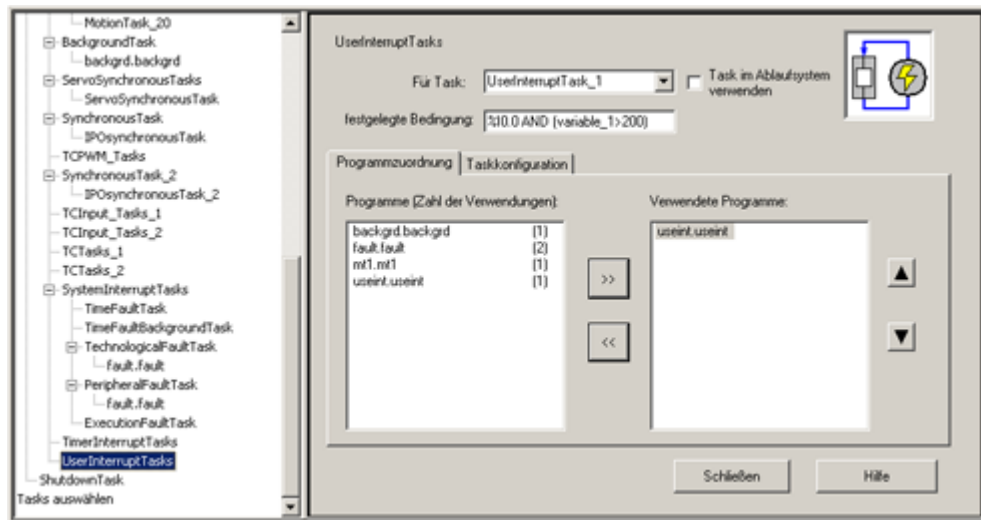 MotionTask_20
BackgroundTask
backgrd.backgrd
ServoSynchronousTasks
ServoSynchronousTask
SynchronousTask
IPOsynchronousTask
TCPWM_Tasks
SynchronousTask_2
IPOsynchronousTask_2
TCInput_Tasks_1
TCInput_Tasks_2
TCTasks_1
TCTasks_2
SystemInterruptTasks
TimeFaultTask
TimeFaultBackgroundTask
TechnologicalFaultTask
fault.fault
PeripheralFaultTask
fault.fault
ExecutionFaultTask
TimerInterruptTasks
UserInterruptTasks
ShutdownTask
Tasks auswählen
UserInterruptTasks
Für Task: UserInterruptTask_1
Task im Ablaufsystem
verwenden
festgelegte Bedingung: %I0.0 AND (variable_1>200)
Programmzuordnung Taskkonfiguration
Programme (Zahl der Verwendungen): Verwendete Programme:
backgrd.backgrd (1) useint.useint
fault.fault (2)
mt1.mt1 (1)
useint.useint (1)
>>
<<
Schließen Hilfe